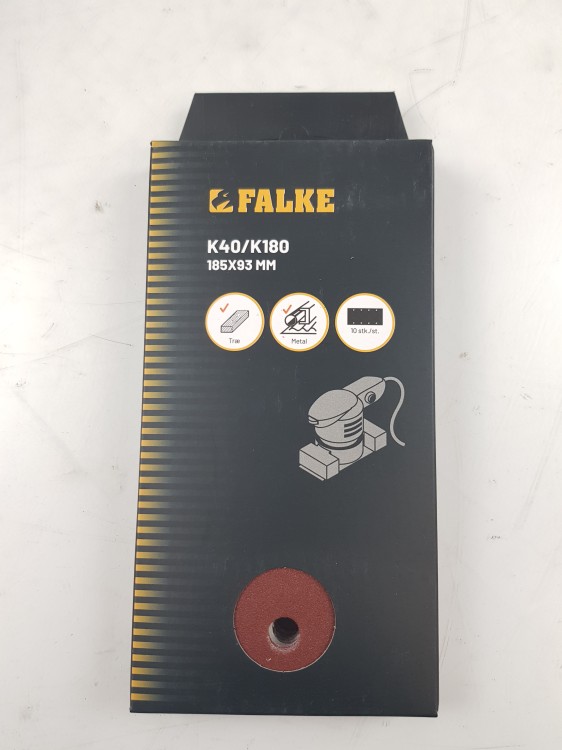 FALKE
K40/K180
185X93 MM
Træ
Metal
10 stk./st.